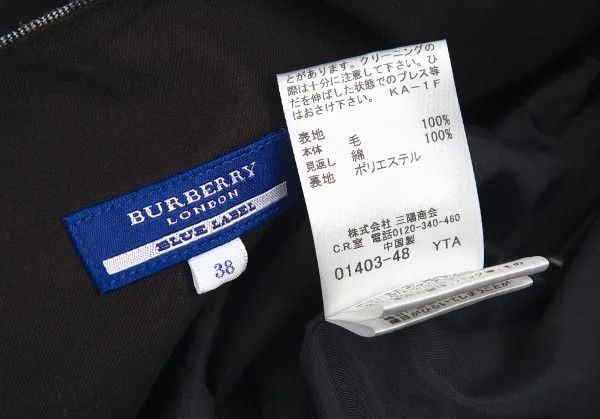 BURBERRY
LONDON
BLUE LABEL
38
とがあります。クリーニングの
際は十分に注意して下さい。ひ
だを伸ばした状態でのプレス等
はおさけ下さい。 KA-1F
表地
本体 毛 100%
見返し 綿 100%
裏地 ポリエステル
株式会社 三陽商会
C.R.室 電話0120-340-460
中国製
01403-48 YTA